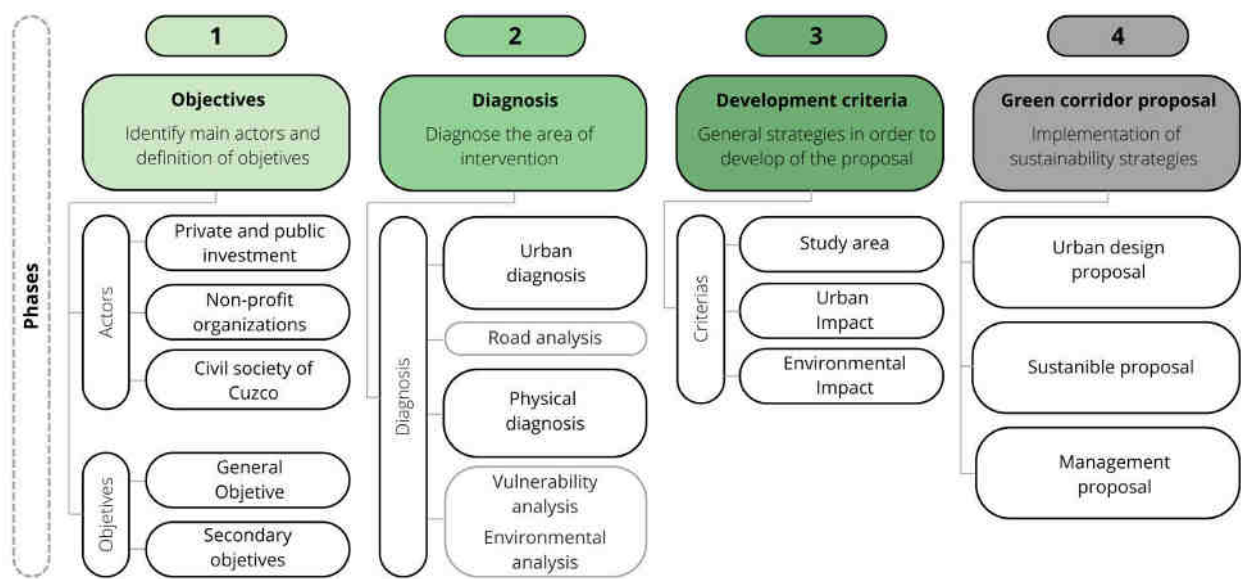 Phases
1
Objectives
Identify main actors and
definition of objetives
Actors
Private and public
investment
Non-profit
organizations
Civil society of
Cuzco
Objetives
General
Objective
Secondary
objetives
2
Diagnosis
Diagnose the area of
intervention
Diagnosis
Urban
diagnosis
Road analysis
Physical
diagnosis
Vulnerability
analysis
Environmental
analysis
3
Development criteria
General strategies in order to
develop of the proposal
Criterias
Study area
Urban
Impact
Environmental
Impact
4
Green corridor proposal
Implementation of
sustainability strategies
Urban design
proposal
Sustanible proposal
Management
proposal